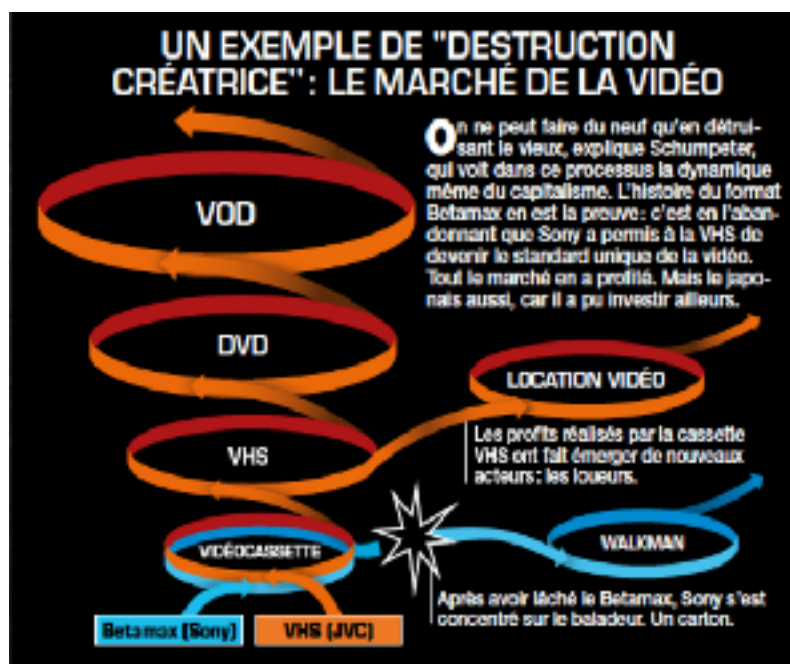 UN EXEMPLE DE "DESTRUCTION
CRÉATRICE" : LE MARCHÉ DE LA VIDÉO
On ne peut faire du neuf qu'en détrui-
sant le vieux, explique Schumpeter,
qui voit dans ce processus la dynamique
même du capitalisme. L'histoire du format
Betamax en est la preuve : c'est en l'aban-
donnant que Sony a permis à la VHS de
devenir le standard unique de la vidéo.
Tout le marché en a profité. Mais le japo-
nais aussi, car il a pu investir ailleurs.
VOD
DVD
LOCATION VIDÉO
Les profits réalisés par la cassette
VHS ont fait émerger de nouveaux
acteurs : les loueurs.
VHS
VIDÉOCASSETTE
WALKMAN
Après avoir lâché le Betamax, Sony s'est
concentré sur le baladeur. Un carton.
Betamax (Sony)
VHS (JVC)